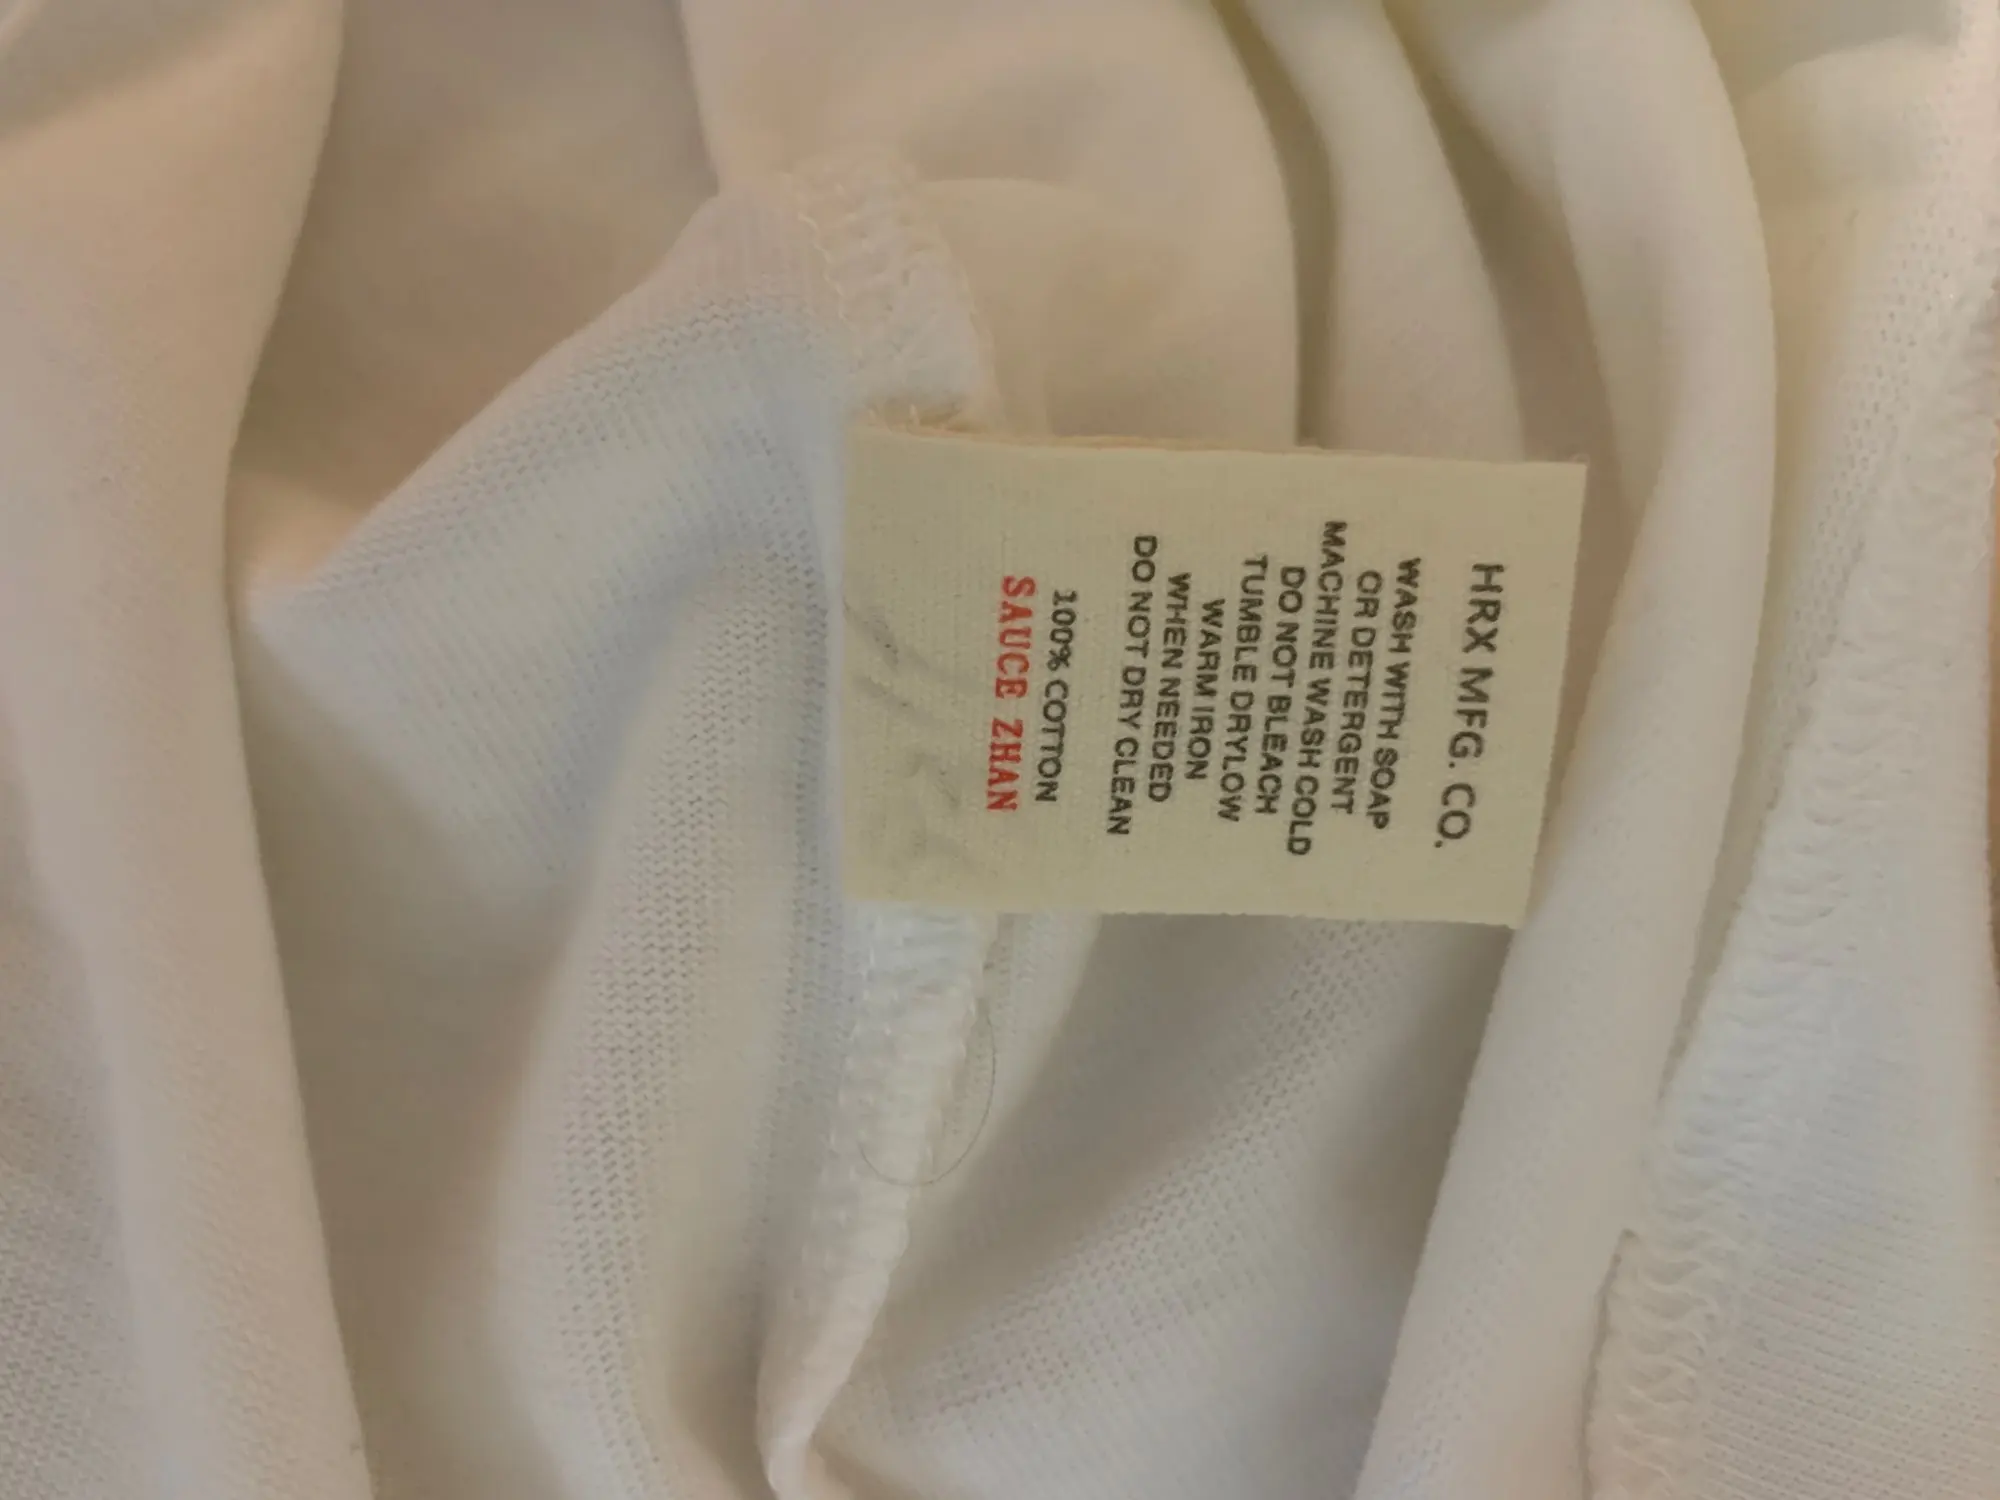 HRX MFG. CO.
WASH WITH SOAP
OR DETERGENT
MACHINE WASH COLD
DO NOT BLEACH
TUMBLE DRYLOW
WARM IRON
WHEN NEEDED
DO NOT DRY CLEAN
100% COTTON
SAUCE ZHAN